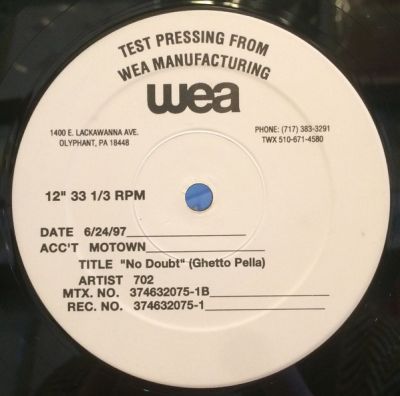 TEST PRESSING FROM
WEA MANUFACTURING
wea
1400 E. LACKAWANNA AVE.
OLYPHANT, PA 18448
PHONE: (717) 383-3291
TWX 510-671-4580
12" 33 1/3 RPM
DATE 6/24/97
ACC'T MOTOWN
TITLE "No Doubt" (Ghetto Pella)
ARTIST 702
MTX. NO. 374632075-1B
REC. NO. 374632075-1